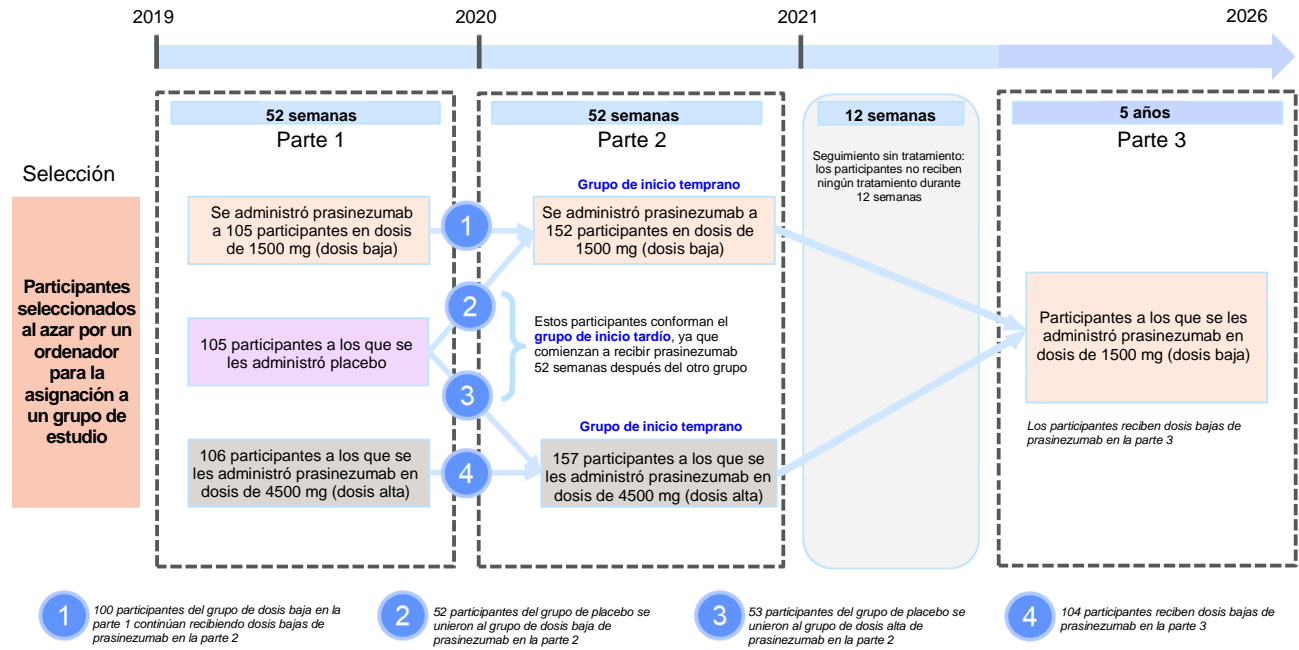 2019
2020
2021
2026
52 semanas
Parte 1
52 semanas
Parte 2
12 semanas
5 años
Parte 3
Selección
Participantes
seleccionados
al azar por un
ordenador
para la
asignación a
un grupo de
estudio
Se administró prasinezumab
a 105 participantes en dosis
de 1500 mg (dosis baja)
105 participantes a los que se
les administró placebo
106 participantes a los que se
les administró prasinezumab en
dosis de 4500 mg (dosis alta)
1
2
3
4
Grupo de inicio temprano
Se administró prasinezumab a
152 participantes en dosis de
1500 mg (dosis baja)
Estos participantes conforman el
grupo de inicio tardío, ya que
comienzan a recibir prasinezumab
52 semanas después del otro grupo
Grupo de inicio temprano
157 participantes a los que se
les administró prasinezumab en
dosis de 4500 mg (dosis alta)
Seguimiento sin tratamiento:
los participantes no reciben
ningún tratamiento durante
12 semanas
Participantes a los que se les
administró prasinezumab en
dosis de 1500 mg (dosis baja)
Los participantes reciben dosis bajas de
prasinezumab en la parte 3
1
100 participantes del grupo de dosis baja en la
parte 1 continúan recibiendo dosis bajas de
prasinezumab en la parte 2
2
52 participantes del grupo de placebo se
unieron al grupo de dosis baja de
prasinezumab en la parte 2
3
53 participantes del grupo de placebo se
unieron al grupo de dosis alta de
prasinezumab en la parte 2
4
104 participantes reciben dosis bajas de
prasinezumab en la parte 3